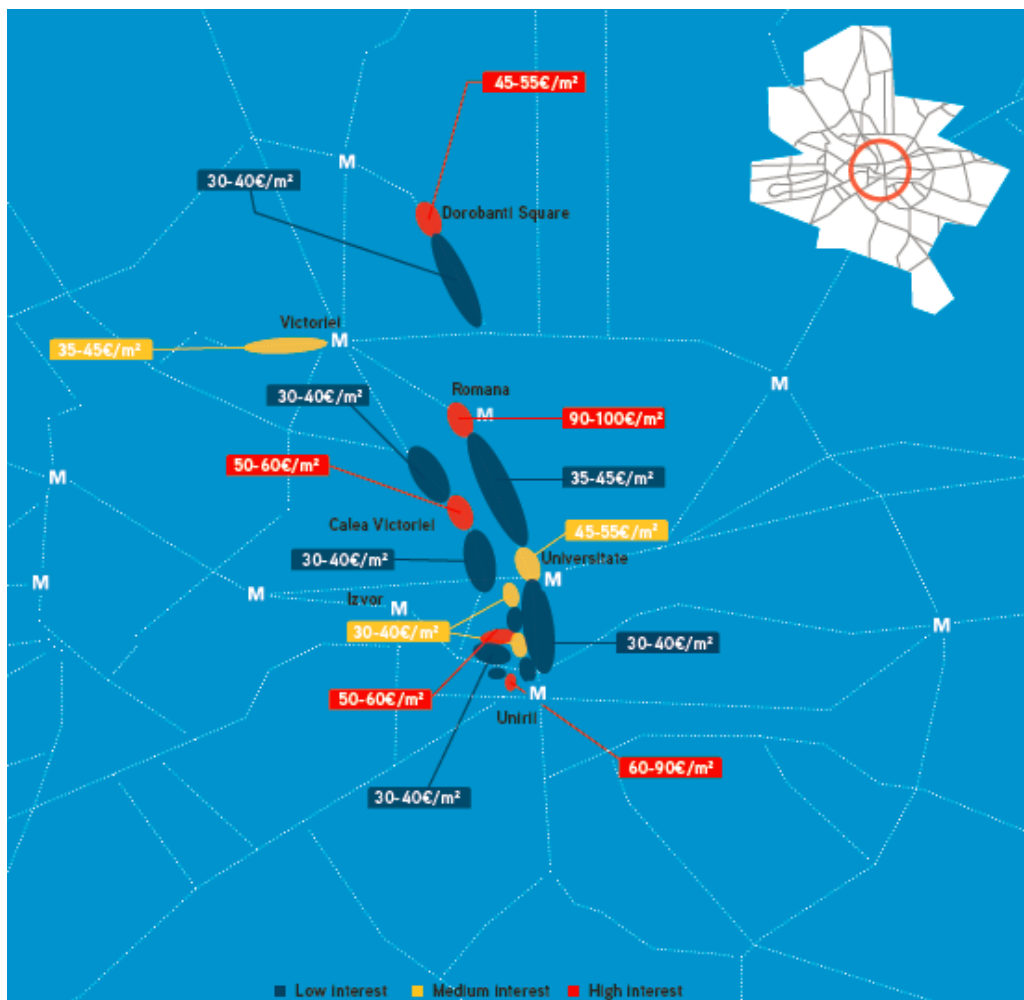 45-55€/m²
M
30-40€/m²
Dorobanti Square
Victoriei
M
35-45€/m²
M
30-40€/m²
Romana
M
90-100€/m²
50-60€/m²
M
35-45€/m²
Calea Victoriei
45-55€/m²
30-40€/m²
Universitate
M
M
M
Izvor
M
30-40€/m²
M
30-40€/m²
50-60€/m²
M
Unirii
60-90€/m²
30-40€/m²
Low interest
Medium interest
High interest